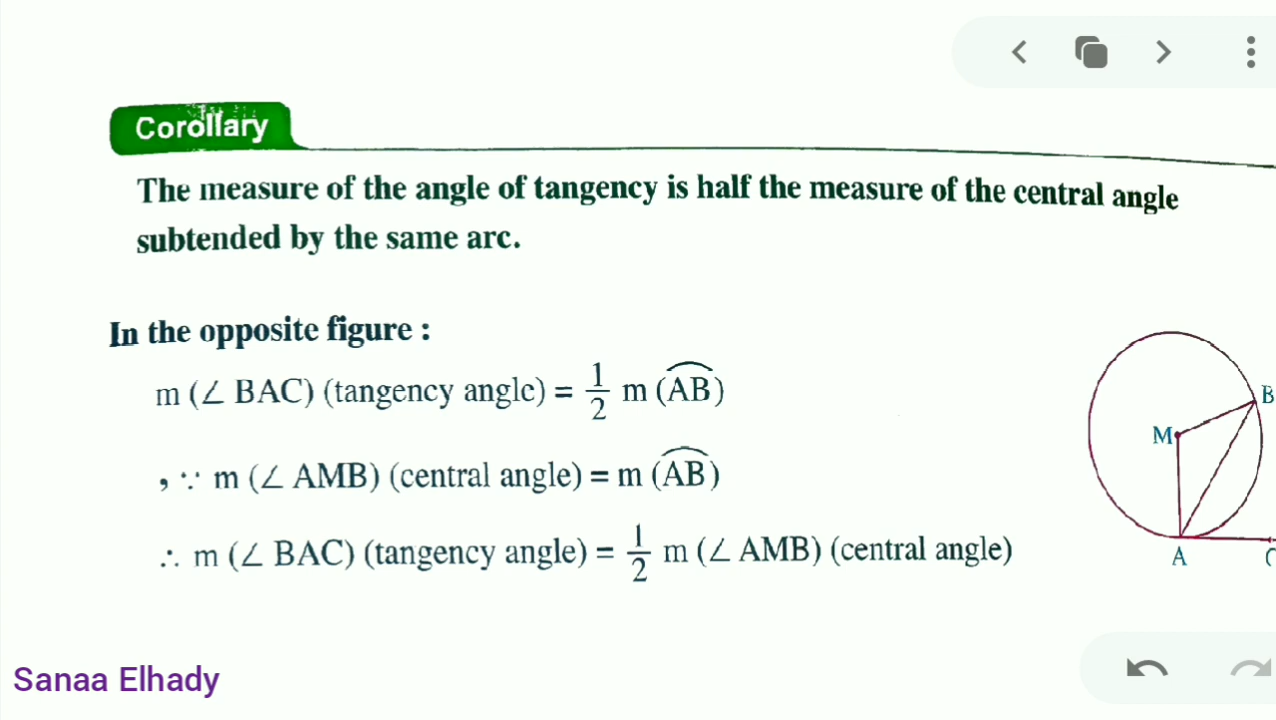 Corollary
The measure of the angle of tangency is half the measure of the central angle
subtended by the same arc.
In the opposite figure :
m (∠ BAC) (tangency angle) = 1/2 m (AB)
, ∵ m (∠ AMB) (central angle) = m (AB)
∴ m (∠ BAC) (tangency angle) = 1/2 m (∠ AMB) (central angle)
B
M
A
C
Sanaa Elhady